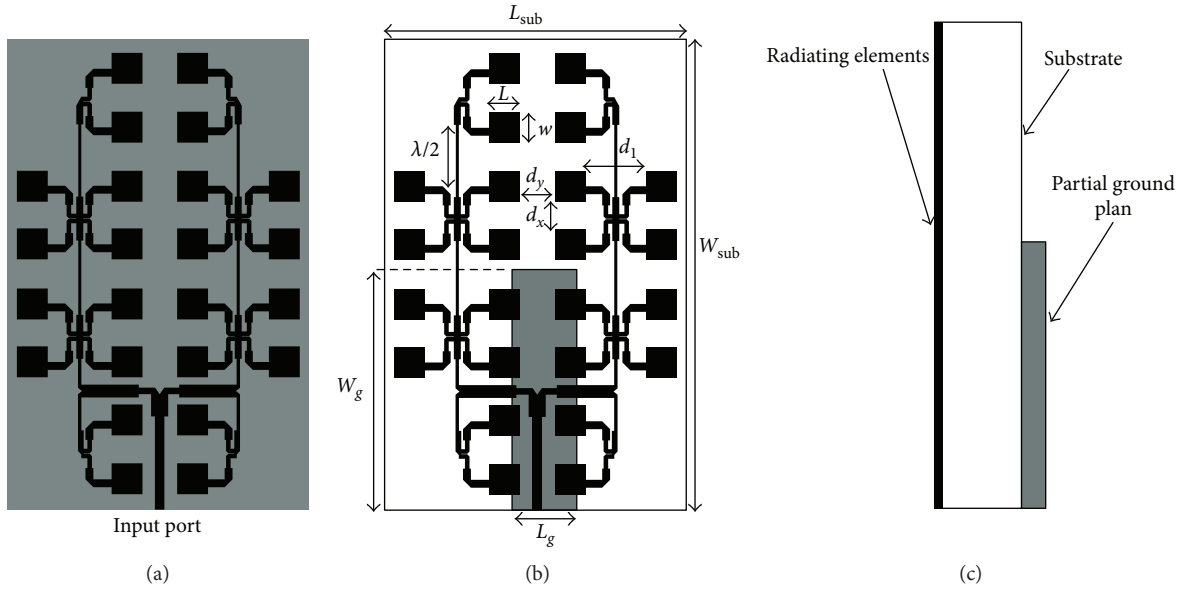 Input port
(a)
L_sub
L
w
λ/2
d_1
d_y
d_x
W_sub
W_g
L_g
(b)
Radiating elements
Substrate
Partial ground
plan
(c)